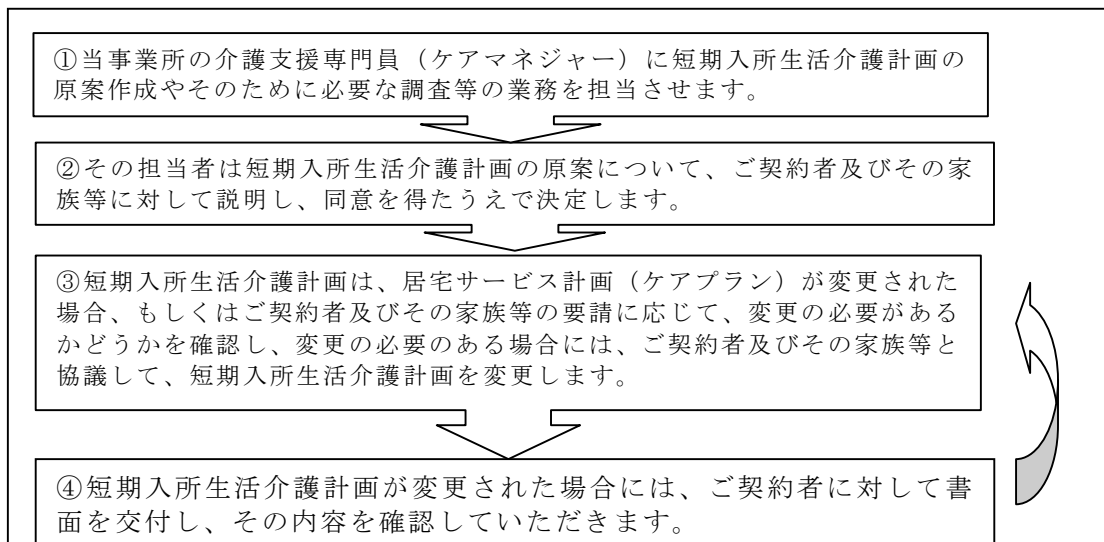 ①当事業所の介護支援専門員（ケアマネジャー）に短期入所生活介護計画の
原案作成やそのために必要な調査等の業務を担当させます。
②その担当者は短期入所生活介護計画の原案について、ご契約者及びその家
族等に対して説明し、同意を得たうえで決定します。
③短期入所生活介護計画は、居宅サービス計画（ケアプラン）が変更された
場合、もしくはご契約者及びその家族等の要請に応じて、変更の必要がある
かどうかを確認し、変更の必要のある場合には、ご契約者及びその家族等と
協議して、短期入所生活介護計画を変更します。
④短期入所生活介護計画が変更された場合には、ご契約者に対して書
面を交付し、その内容を確認していただきます。